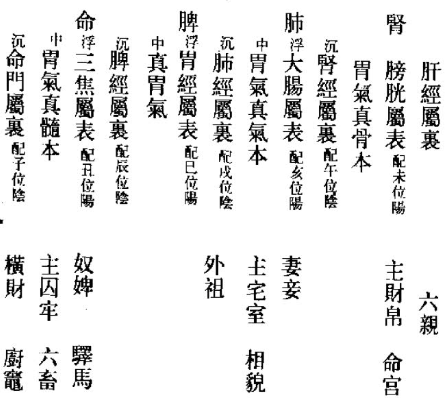 肝經屬裏 六親
腎 膀胱屬表 配未位陽 主財帛 命宮
胃氣真骨本
沉 腎經屬裏 配午位陰
肺 浮 大腸屬表 配亥位陽 妻妾
中 胃氣真氣本 主宅室 相貌
沉 肺經屬裏 配戌位陰 外祖
脾 浮 胃經屬表 配巳位陽
中 真胃氣
沉 脾經屬裏 配辰位陰
命 浮 三焦屬表 配丑位陽 奴婢 驛馬
中 胃氣真髓本 主囚牢 六畜
沉 命門屬裏 配子位陰 橫財 廚竈